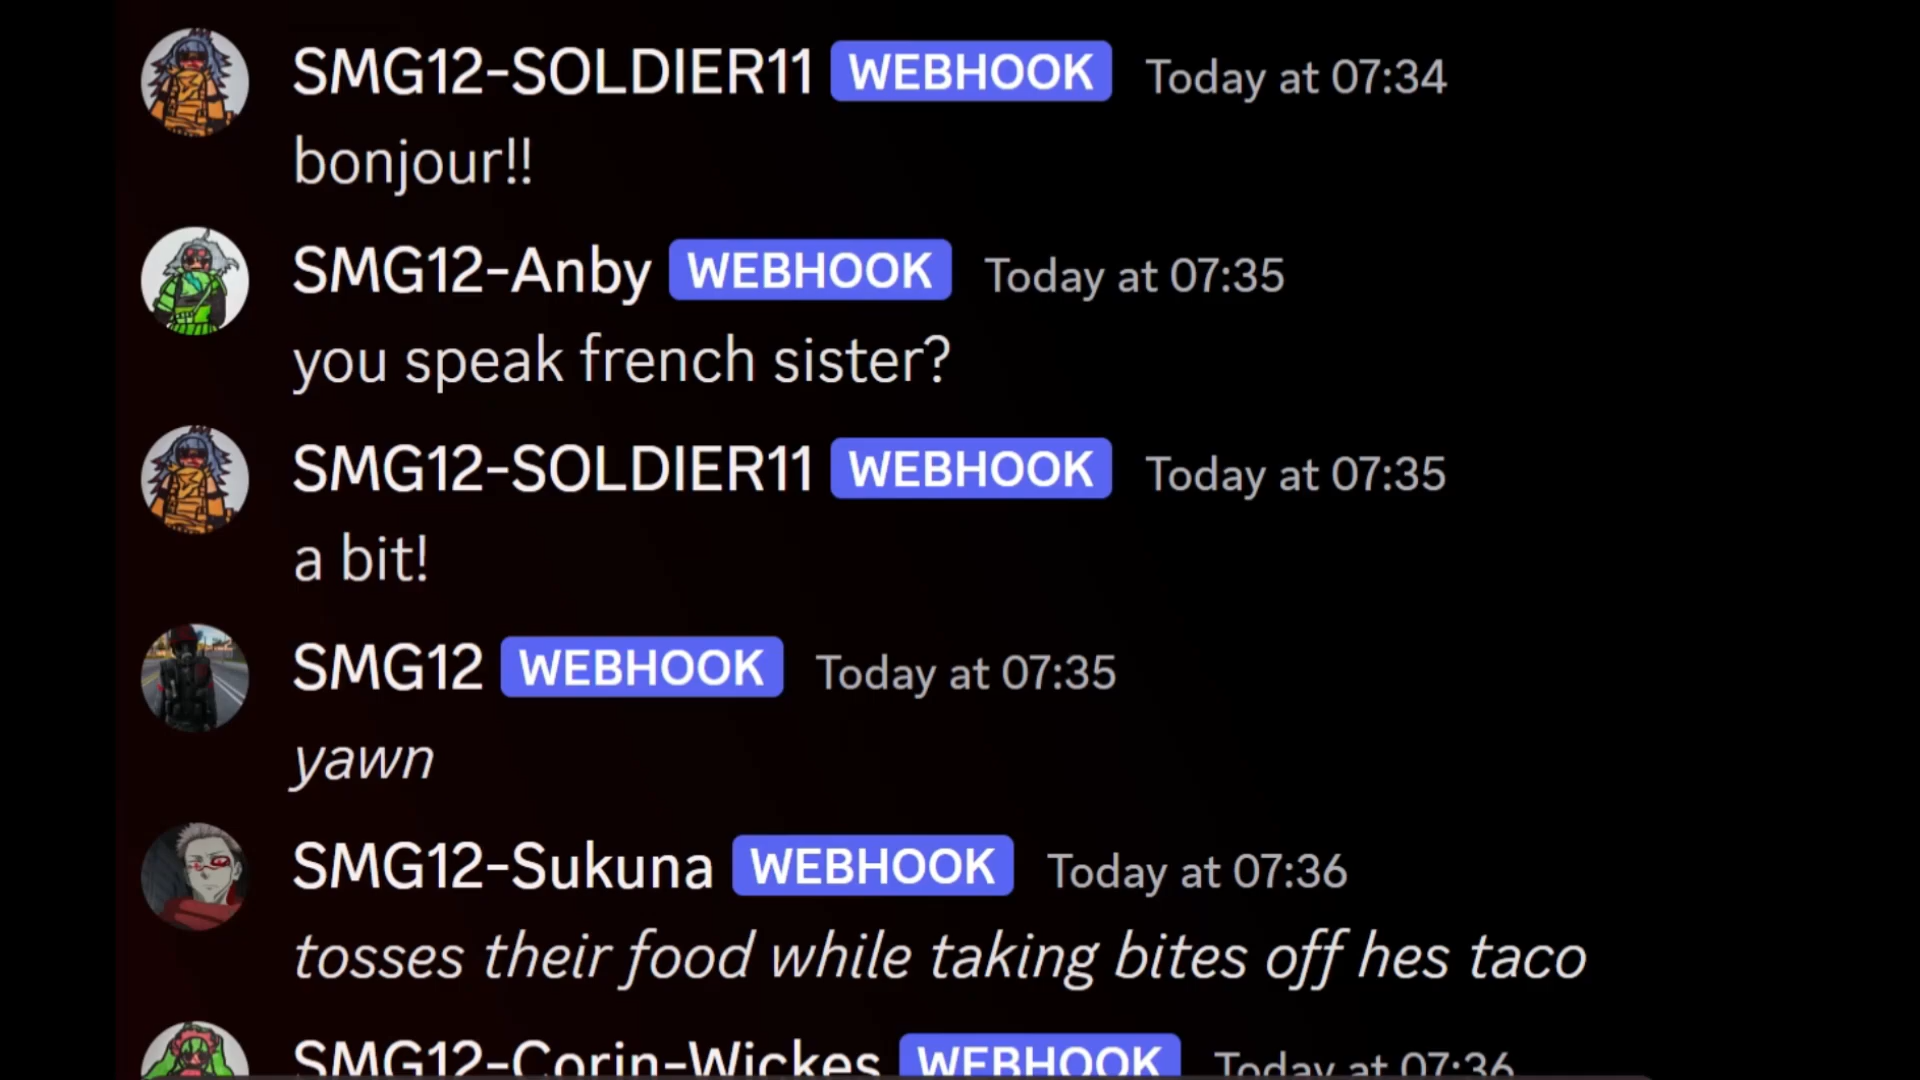 SMG12-SOLDIER11 WEBHOOK Today at 07:34
bonjour!!
SMG12-Anby WEBHOOK Today at 07:35
you speak french sister?
SMG12-SOLDIER11 WEBHOOK Today at 07:35
a bit!
SMG12 WEBHOOK Today at 07:35
yawn
SMG12-Sukuna WEBHOOK Today at 07:36
tosses their food while taking bites off hes taco
SMG12-Corin-Wickes WEBHOOK Today at 07:36